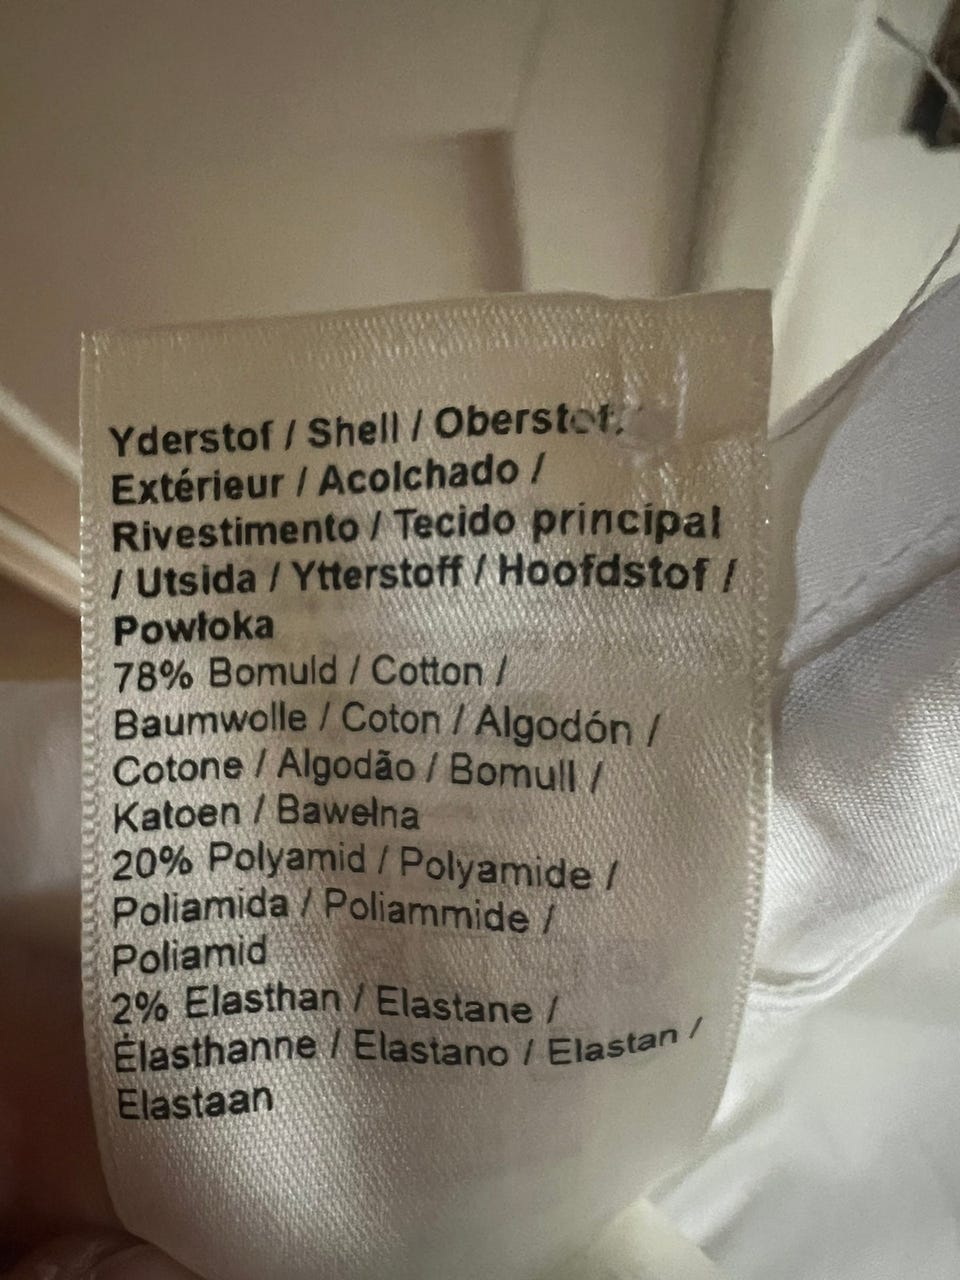 Yderstof / Shell / Oberstof.
Extérieur / Acolchado /
Rivestimento / Tecido principal
/ Utsida / Ytterstoff / Hoofdstof /
Powłoka
78% Bomuld / Cotton /
Baumwolle / Coton / Algodón /
Cotone / Algodão / Bomull /
Katoen / Bawełna
20% Polyamid / Polyamide /
Poliamida / Poliammide /
Poliamid
2% Elasthan / Elastane /
Élasthanne / Elastano / Elastan /
Elastaan